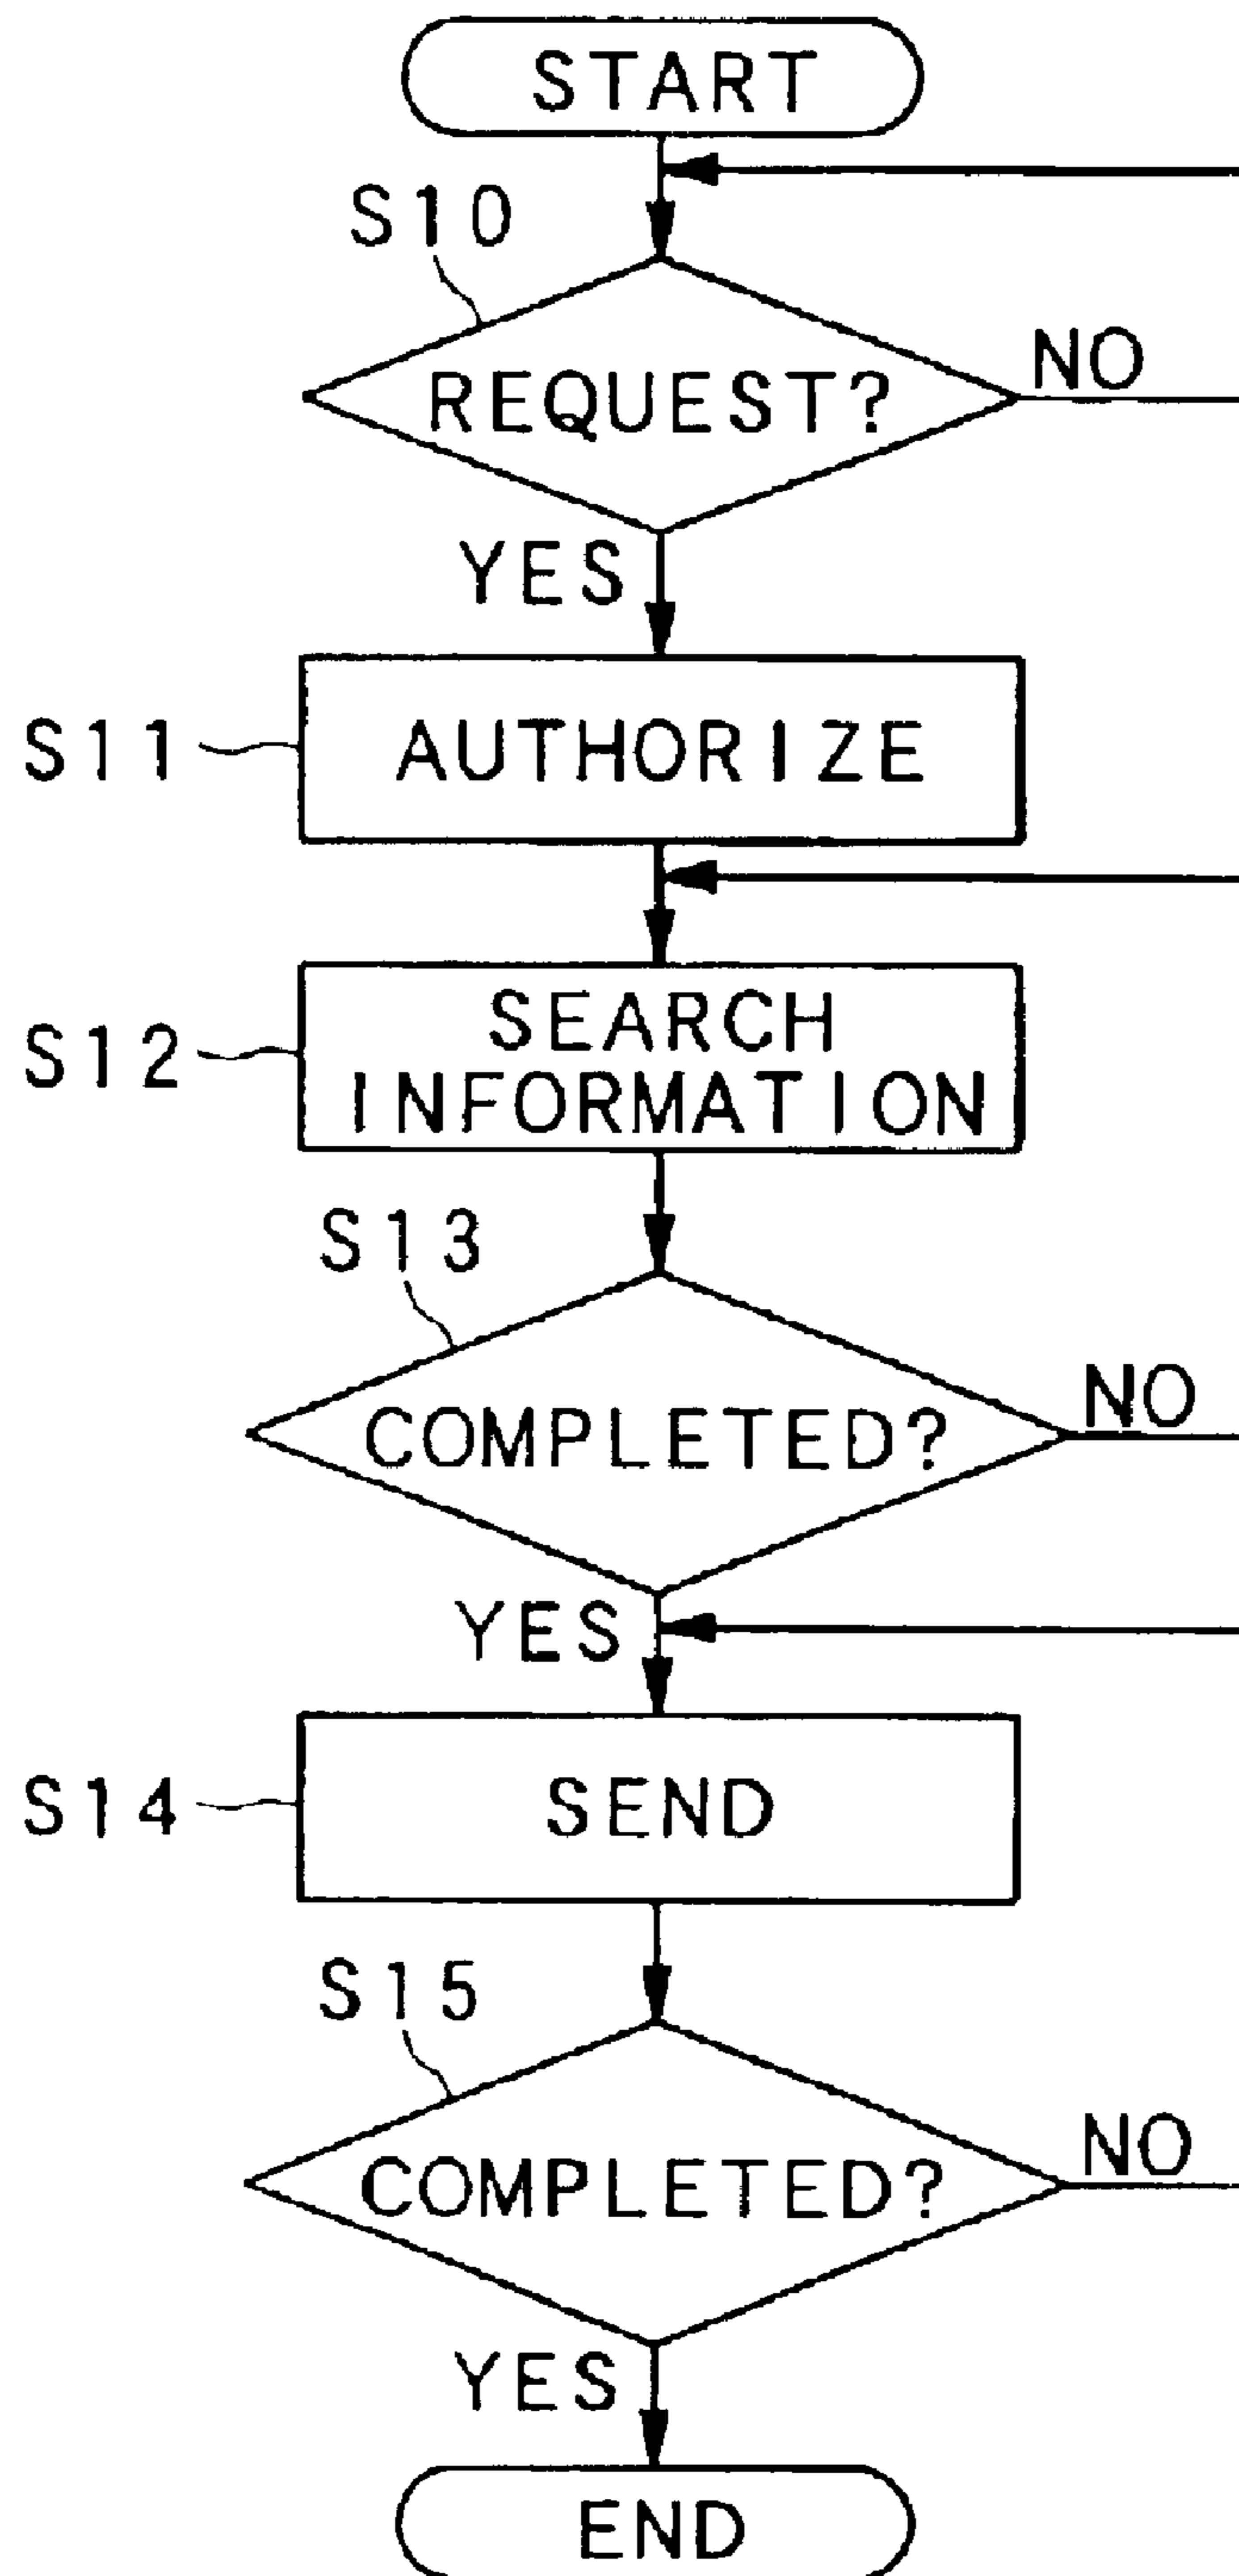 START
S10
REQUEST?
NO
YES
S11
AUTHORIZE
S12
SEARCH
INFORMATION
S13
COMPLETED?
NO
YES
S14
SEND
S15
COMPLETED?
NO
YES
END